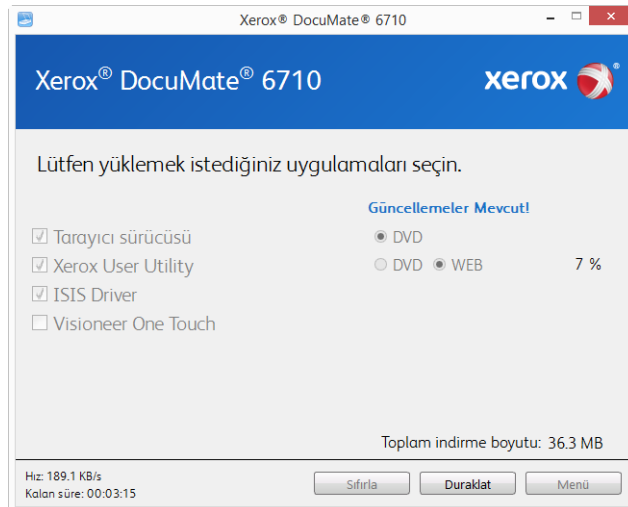 Xerox® DocuMate® 6710
Xerox® DocuMate® 6710
xerox ®
Lütfen yüklemek istediğiniz uygulamaları seçin.
Güncellemeler Mevcut!
Tarayıcı sürücüsü DVD
Xerox User Utility DVD WEB 7 %
ISIS Driver
Visioneer One Touch
Toplam indirme boyutu: 36.3 MB
Hız: 189.1 KB/s
Kalan süre: 00:03:15
Sıfırla Duraklat Menü